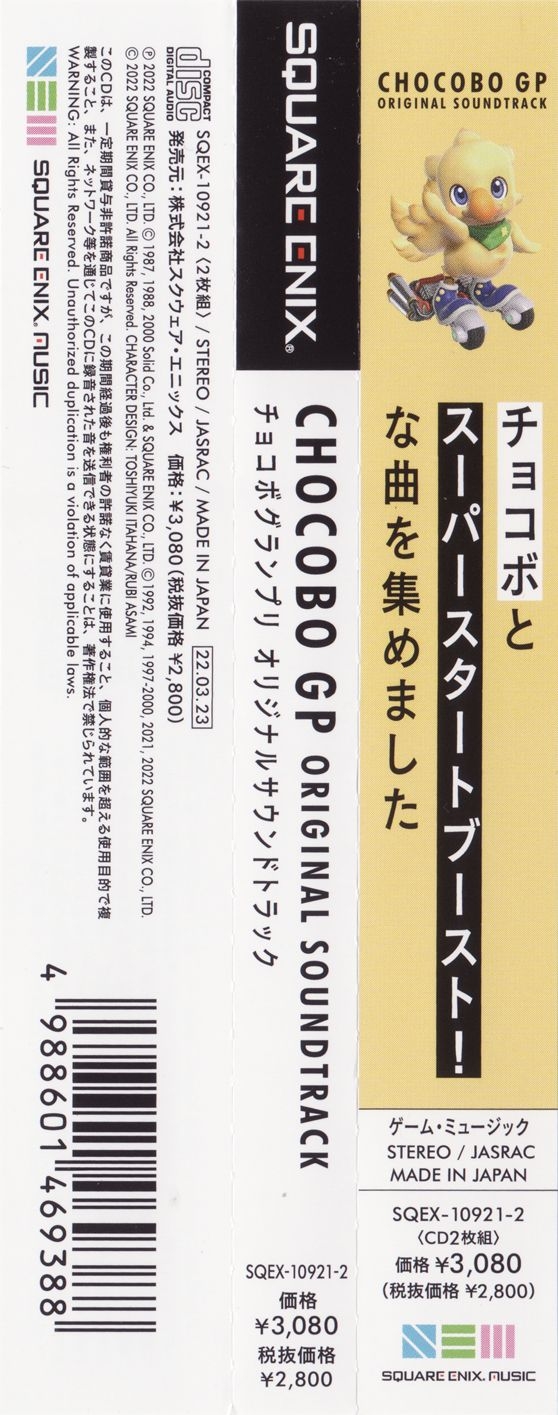 CHOCOBO GP
ORIGINAL SOUNDTRACK
チョコボと
スーパースタートブースト!
な曲を集めました
ゲーム・ミュージック
STEREO / JASRAC
MADE IN JAPAN
SQEX-10921-2
〈CD2枚組〉
価格 ¥3,080
(税抜価格 ¥2,800)
SQUARE ENIX. MUSIC
SQUARE ENIX®
CHOCOBO GP ORIGINAL SOUNDTRACK
チョコボグランプリ オリジナルサウンドトラック
SQEX-10921-2
価格
¥3,080
税抜価格
¥2,800
COMPACT
disc
DIGITAL AUDIO
SQEX-10921-2〈2枚組〉/ STEREO / JASRAC / MADE IN JAPAN 22.03.23
発売元:株式会社スクウェア・エニックス 価格:¥3,080(税抜価格 ¥2,800)
℗ 2022 SQUARE ENIX CO., LTD. © 1987, 1988, 2000 Solid Co., Ltd. & SQUARE ENIX CO., LTD. © 1992, 1994, 1997-2000, 2021, 2022 SQUARE ENIX CO., LTD.
© 2022 SQUARE ENIX CO., LTD. All Rights Reserved. CHARACTER DESIGN: TOSHIYUKI ITAHANA/RUBI ASAMI
このCDは、一定期間貸与非許諾商品ですが、この期間経過後も権利者の許諾なく賃貸業に使用すること、個人的な範囲を超える使用目的で複
製すること、また、ネットワーク等を通じてこのCDに録音された音を送信できる状態にすることは、著作権法で禁じられています。
WARNING: All Rights Reserved. Unauthorized duplication is a violation of applicable laws.
SQUARE ENIX. MUSIC
4 988601 469388